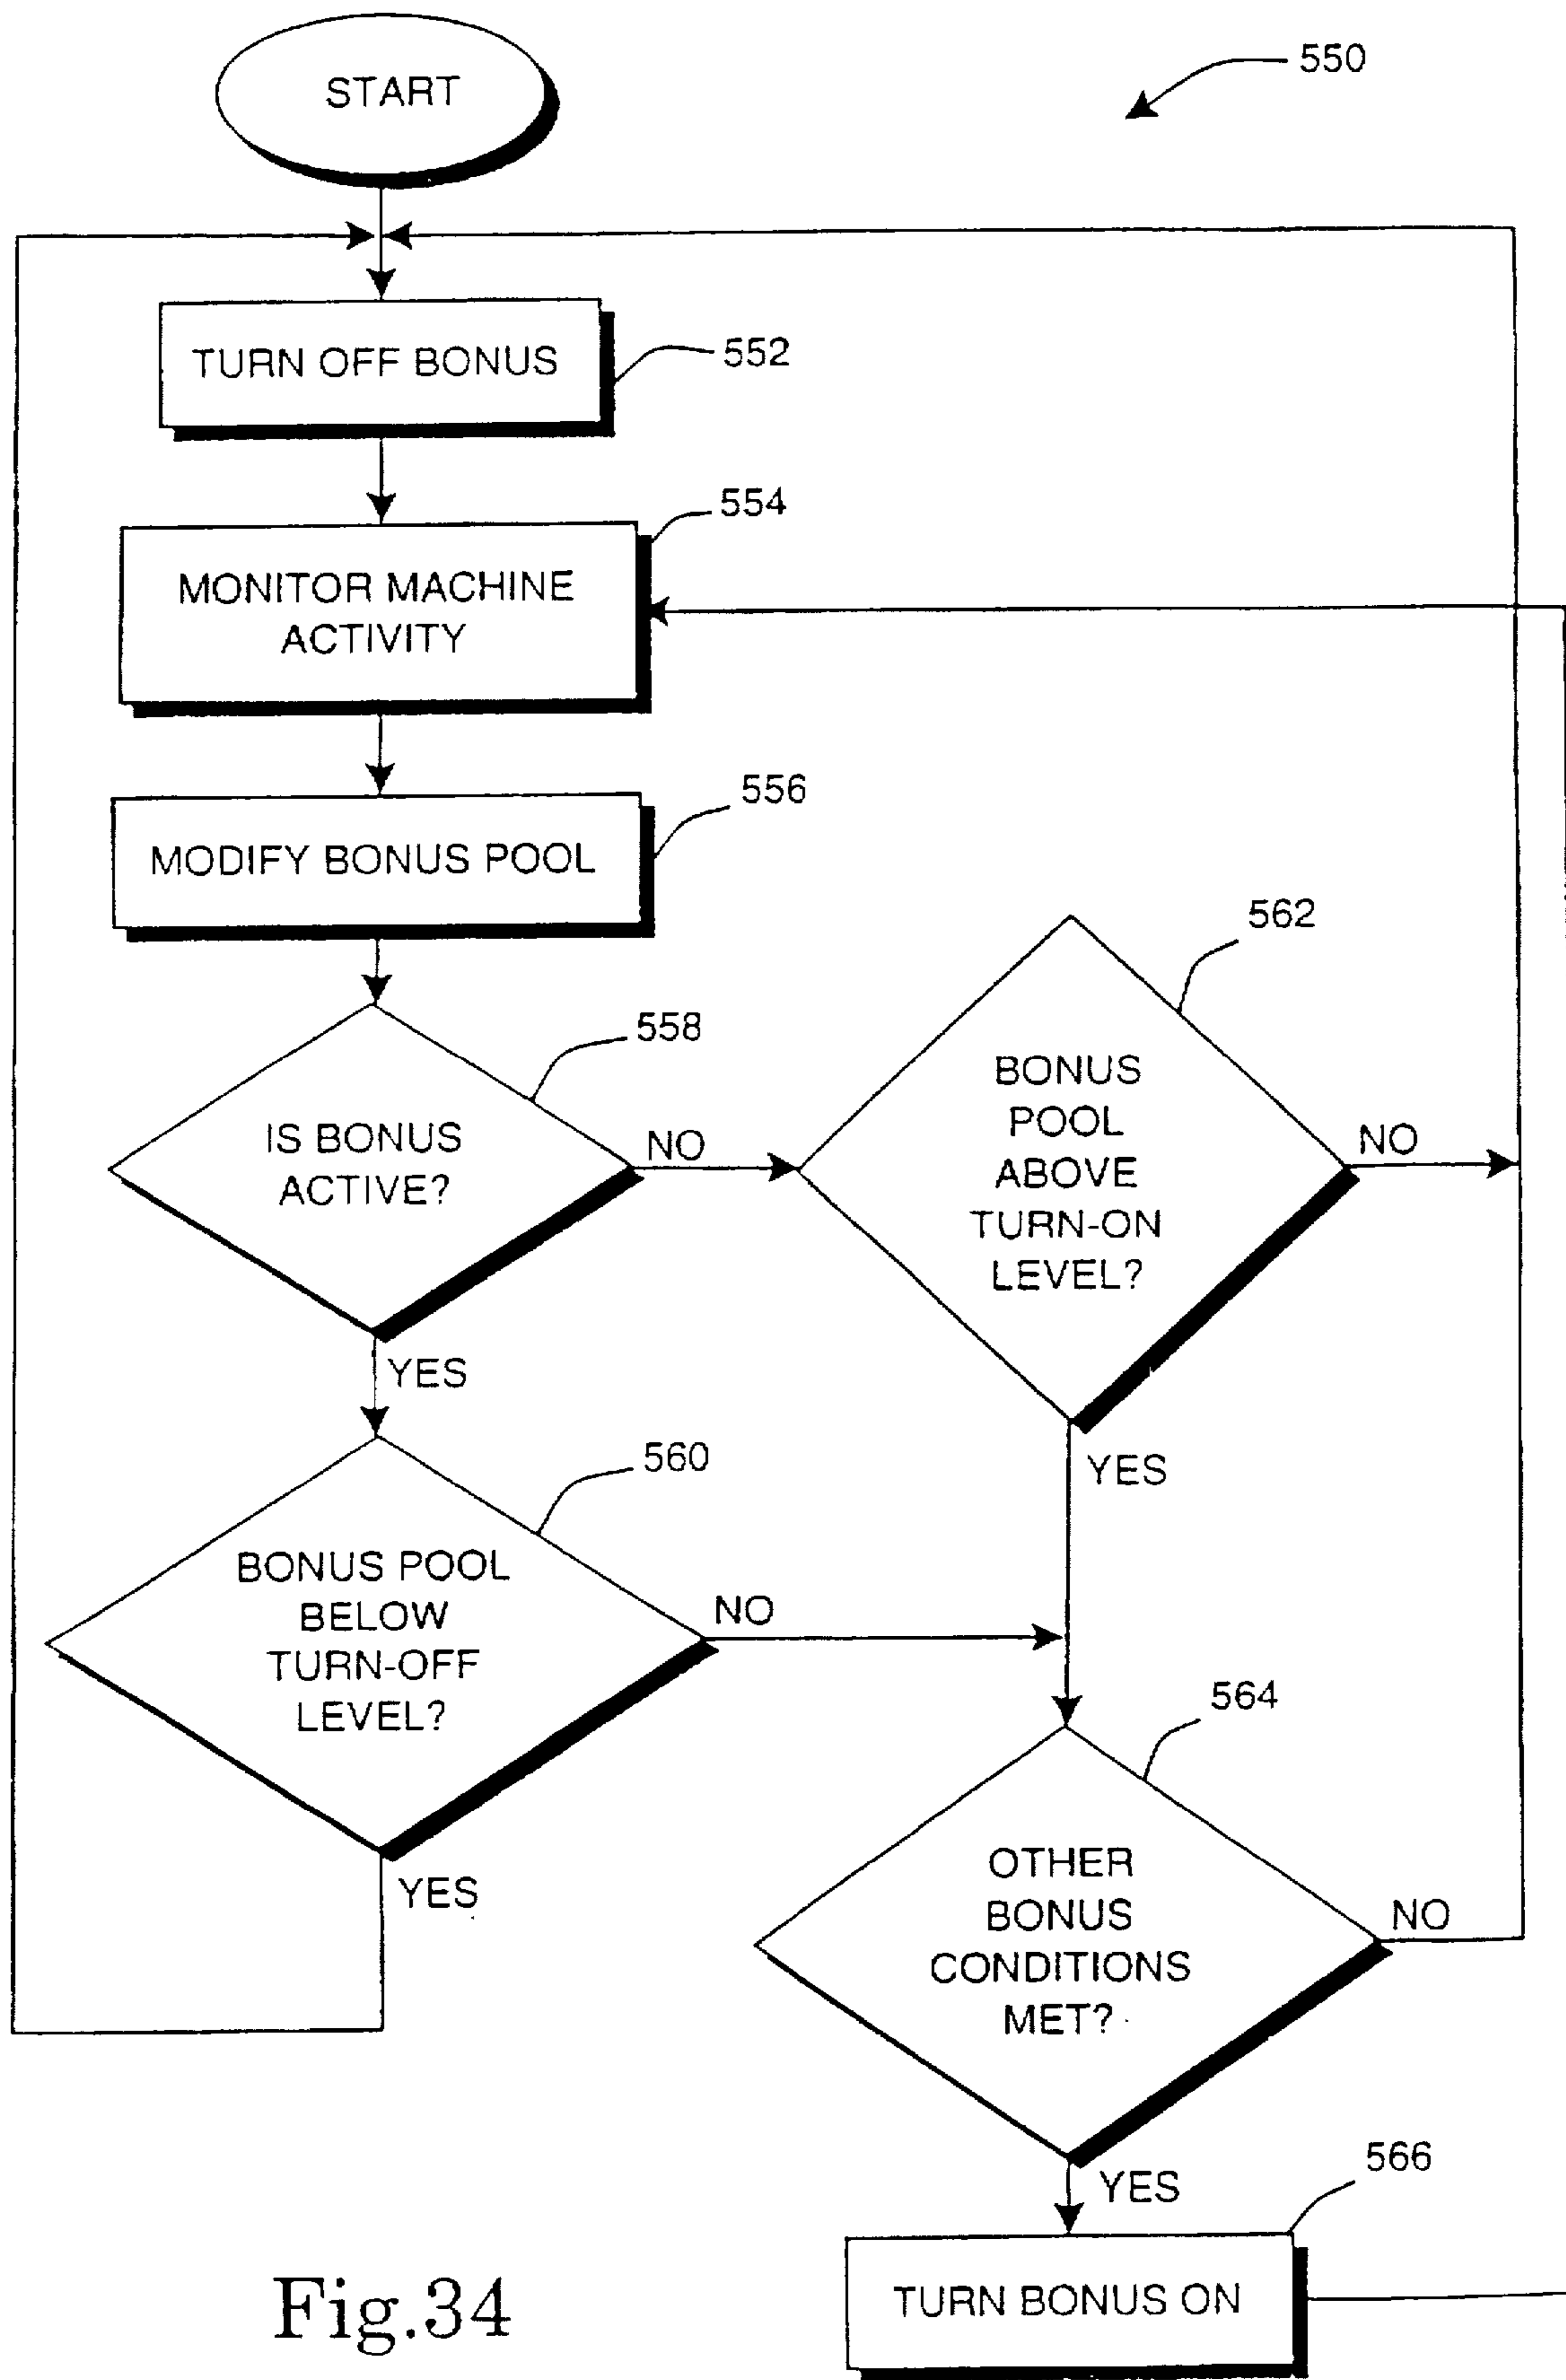 START
550
TURN OFF BONUS
552
554
MONITOR MACHINE
ACTIVITY
556
MODIFY BONUS POOL
562
558
IS BONUS
ACTIVE?
NO
BONUS
POOL
ABOVE
TURN-ON
LEVEL?
NO
YES
YES
560
BONUS POOL
BELOW
TURN-OFF
LEVEL?
NO
YES
564
OTHER
BONUS
CONDITIONS
MET?
NO
YES
566
TURN BONUS ON
Fig.34